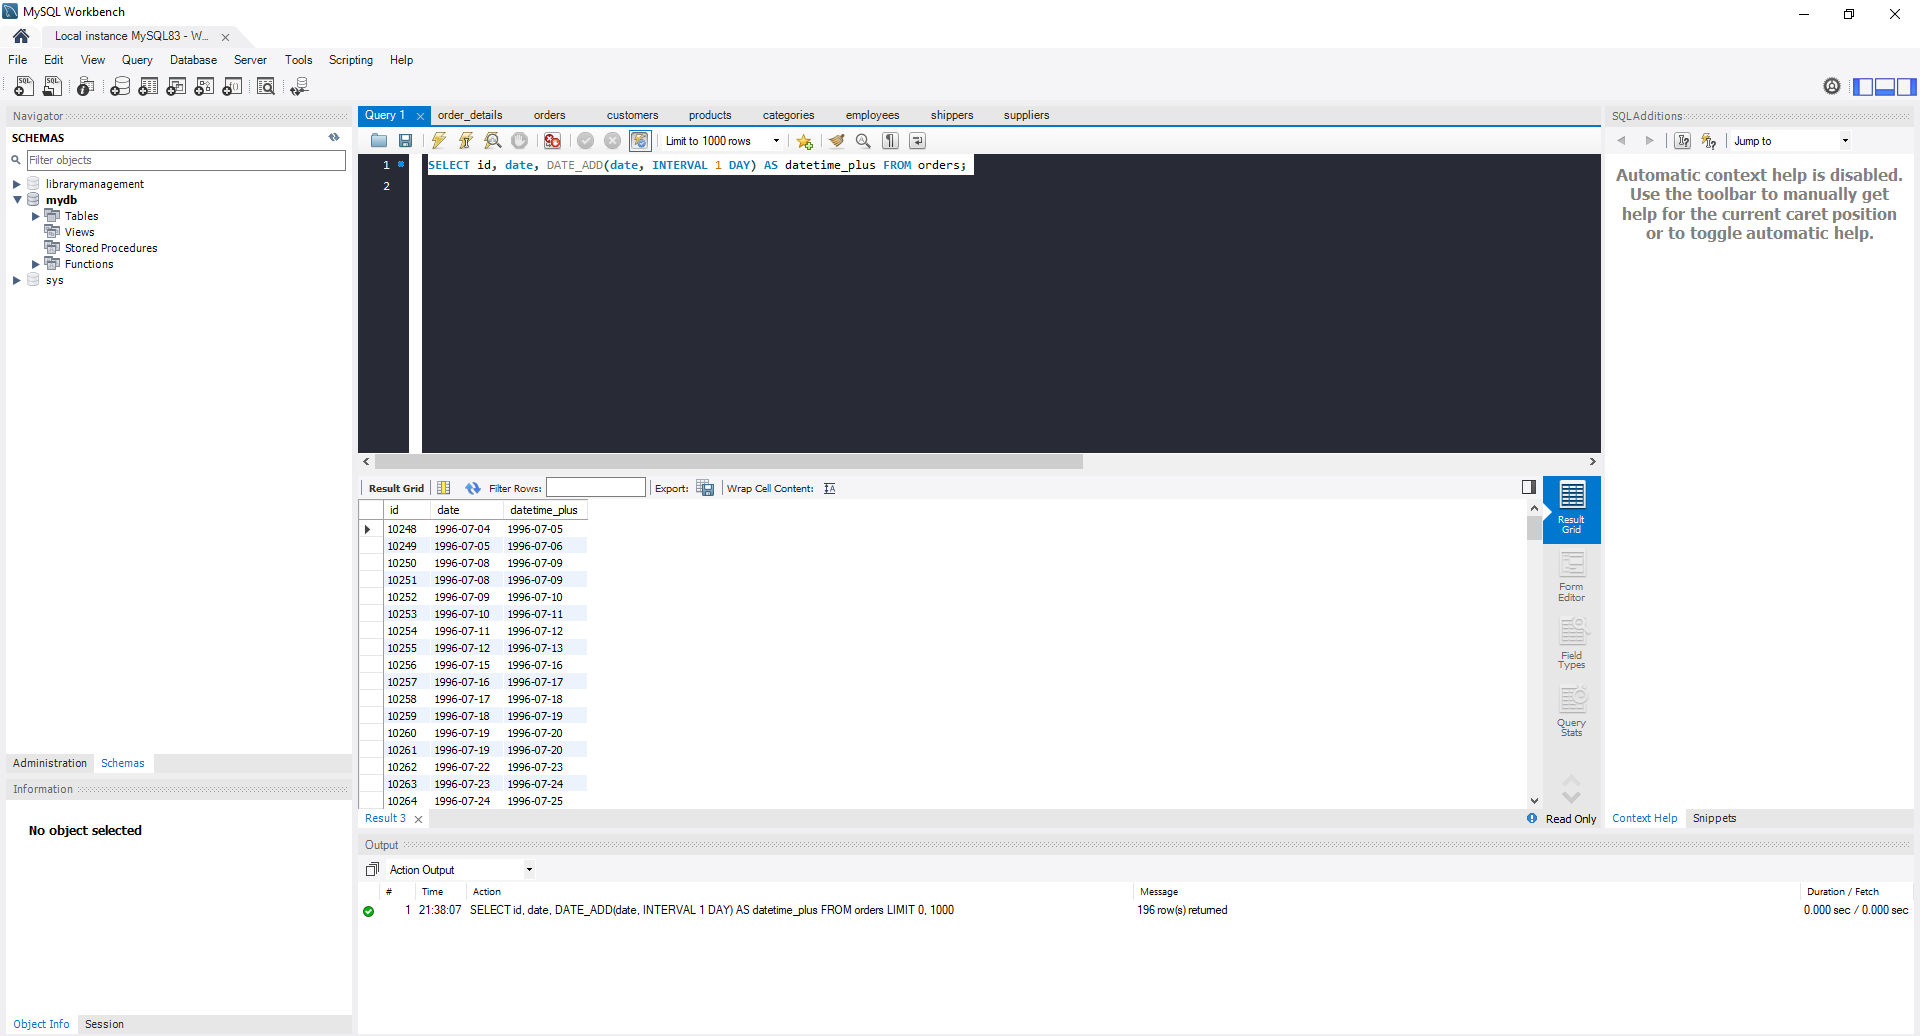 MySQL Workbench
Local instance MySQL83 - W...
File Edit View Query Database Server Tools Scripting Help
Navigator
SCHEMAS
Filter objects
librarymanagement
mydb
Tables
Views
Stored Procedures
Functions
sys
Administration Schemas
Information
No object selected
Object Info Session
Query 1 order_details orders customers products categories employees shippers suppliers
Limit to 1000 rows
1 SELECT id, date, DATE_ADD(date, INTERVAL 1 DAY) AS datetime_plus FROM orders;
2
Result Grid Filter Rows: Export: Wrap Cell Content:
id date datetime_plus
10248 1996-07-04 1996-07-05
10249 1996-07-05 1996-07-06
10250 1996-07-08 1996-07-09
10251 1996-07-08 1996-07-09
10252 1996-07-09 1996-07-10
10253 1996-07-10 1996-07-11
10254 1996-07-11 1996-07-12
10255 1996-07-12 1996-07-13
10256 1996-07-15 1996-07-16
10257 1996-07-16 1996-07-17
10258 1996-07-17 1996-07-18
10259 1996-07-18 1996-07-19
10260 1996-07-19 1996-07-20
10261 1996-07-19 1996-07-20
10262 1996-07-22 1996-07-23
10263 1996-07-23 1996-07-24
10264 1996-07-24 1996-07-25
Result
Grid
Form
Editor
Field
Types
Query
Stats
Result 3
Read Only
SQLAdditions
Jump to
Automatic context help is disabled.
Use the toolbar to manually get
help for the current caret position
or to toggle automatic help.
Context Help Snippets
Output
Action Output
# Time Action Message Duration / Fetch
1 21:38:07 SELECT id, date, DATE_ADD(date, INTERVAL 1 DAY) AS datetime_plus FROM orders LIMIT 0, 1000 196 row(s) returned 0.000 sec / 0.000 sec